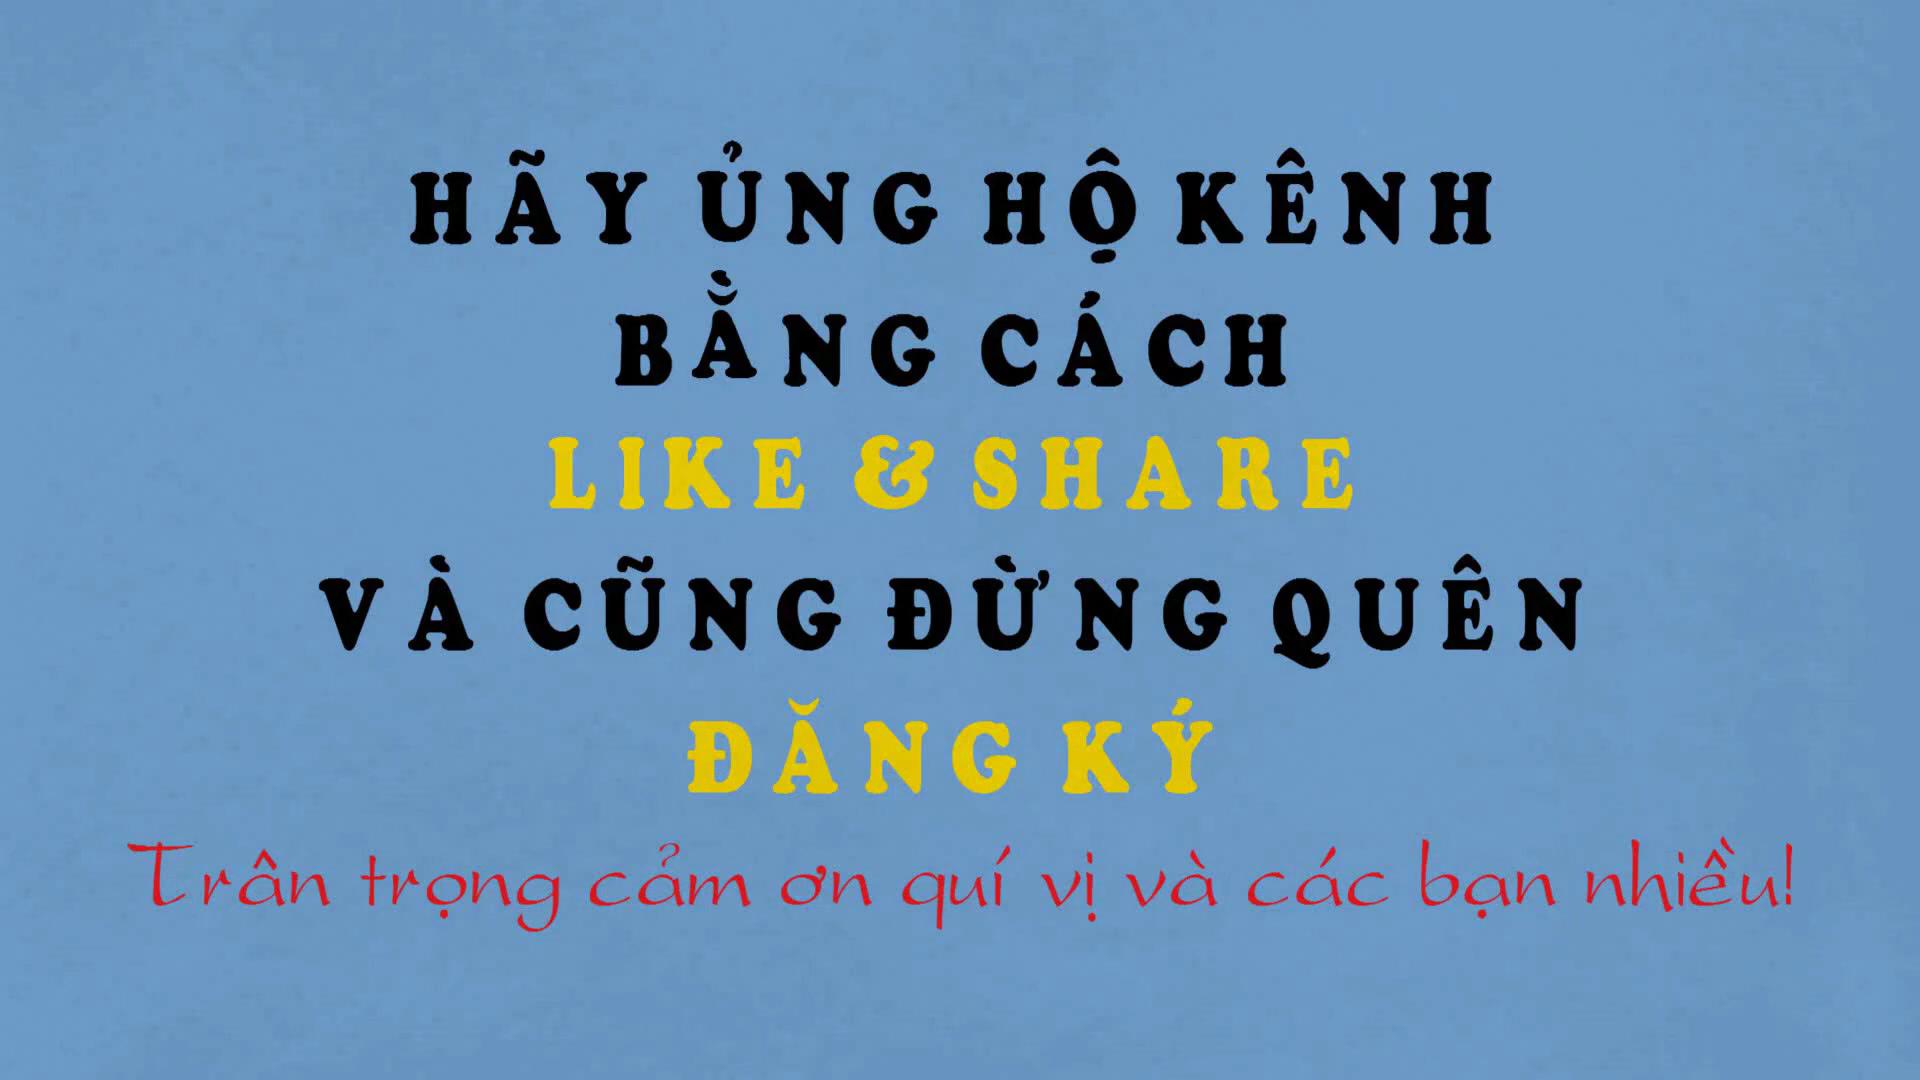 HÃY ỦNG HỘ KÊNH
BẰNG CÁCH
LIKE & SHARE
VÀ CŨNG ĐỪNG QUÊN
ĐĂNG KÝ
Trân trọng cảm ơn quí vị và các bạn nhiều!